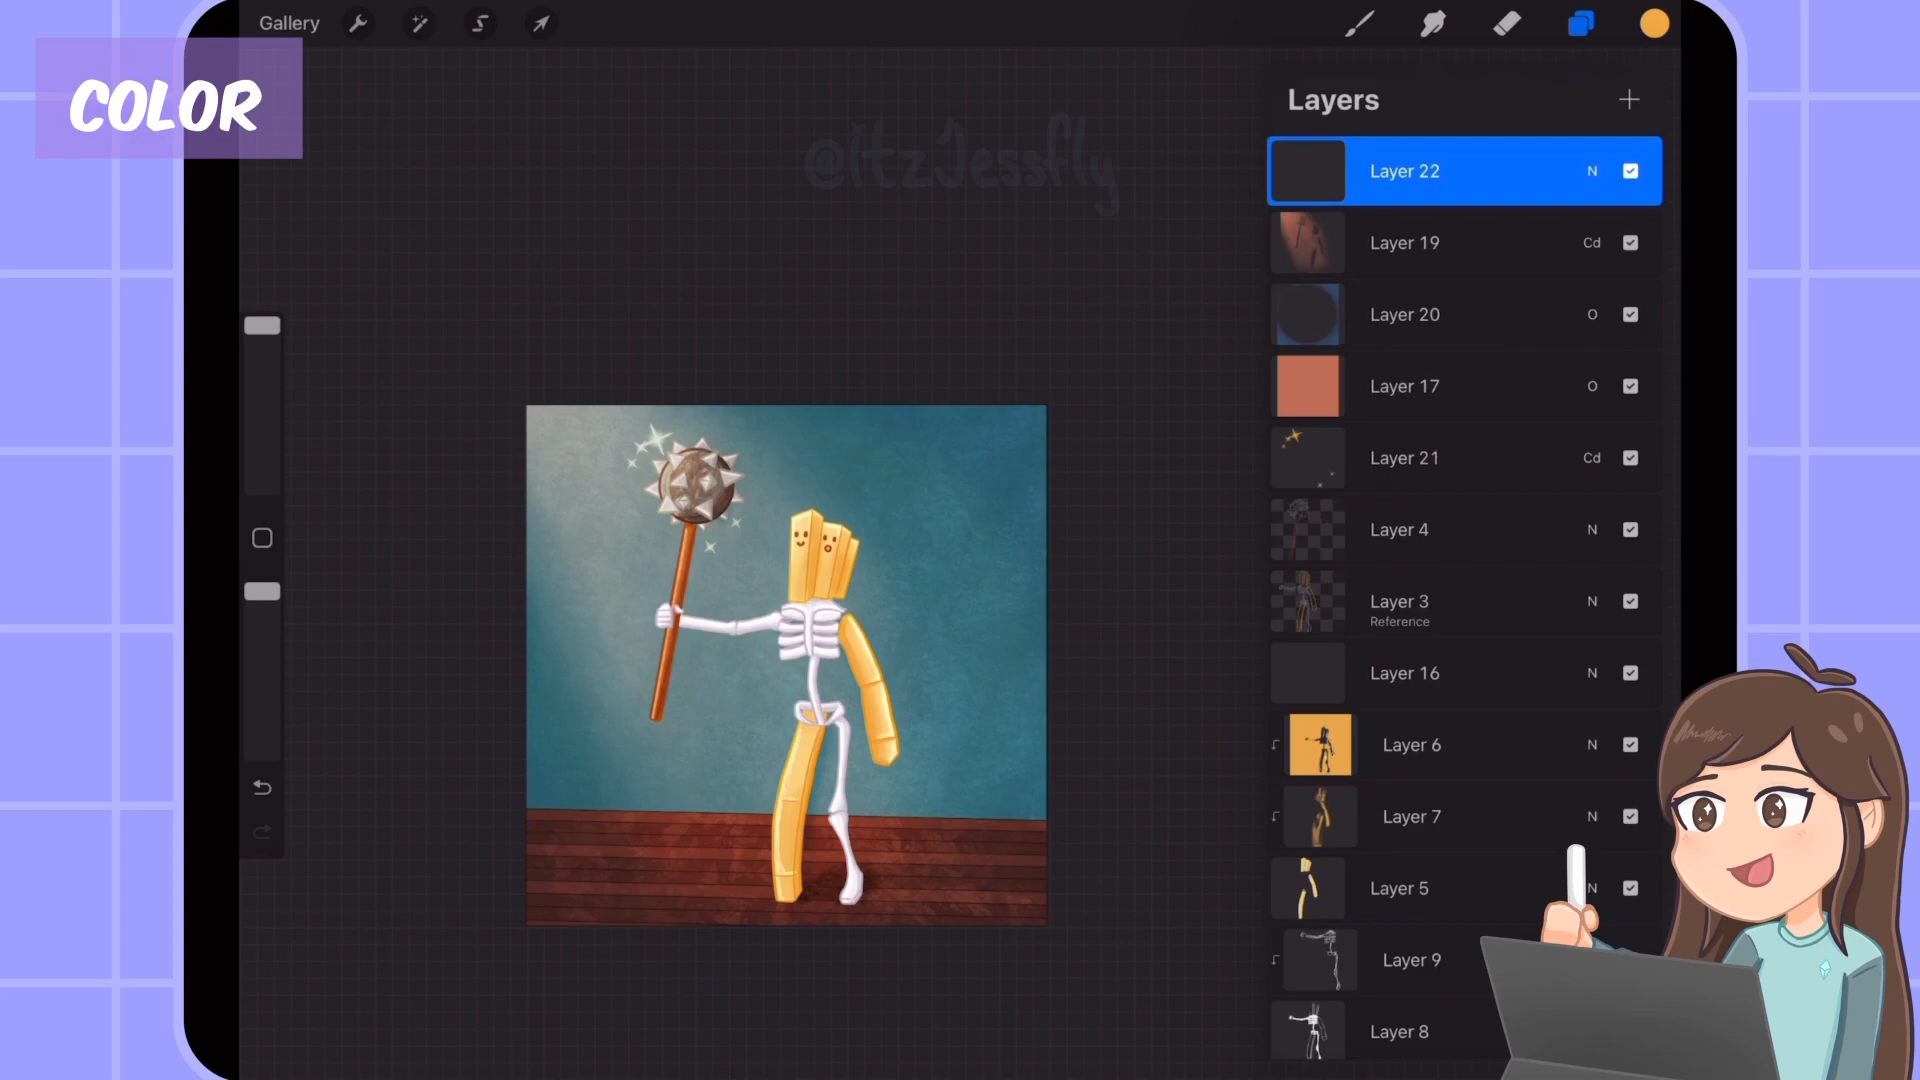 Gallery
COLOR
@ItzJessfly
Layers
Layer 22 N
Layer 19 Cd
Layer 20 O
Layer 17 O
Layer 21 Cd
Layer 4 N
Layer 3 N
Reference
Layer 16 N
Layer 6 N
Layer 7 N
Layer 5 N
Layer 9
Layer 8